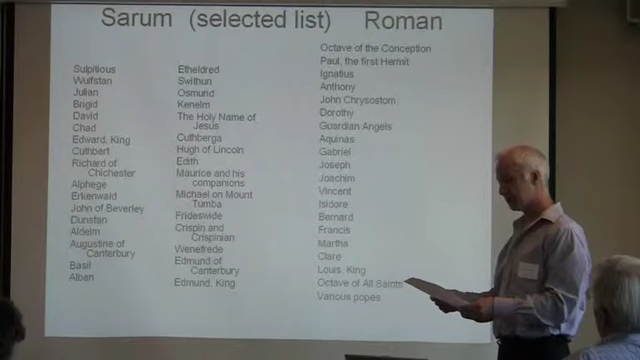 Sarum (selected list) Roman
Sulpitious
Wulfstan
Julian
Brigid
David
Chad
Edward, King
Cuthbert
Richard of
Chichester
Alphege
Erkenwald
John of Beverley
Dunstan
Aldelm
Augustine of
Canterbury
Basil
Alban
Etheldred
Swithun
Osmund
Kenelm
The Holy Name of
Jesus
Cuthberga
Hugh of Lincoln
Edith
Maurice and his
companions
Michael on Mount
Tumba
Frideswide
Crispin and
Crispinian
Wenefrede
Edmund of
Canterbury
Edmund, King
Octave of the Conception
Paul, the first Hermit
Ignatius
Anthony
John Chrysostom
Dorothy
Guardian Angels
Aquinas
Gabriel
Joseph
Joachim
Vincent
Isidore
Bernard
Francis
Martha
Clare
Louis, King
Octave of All Saints
Various popes